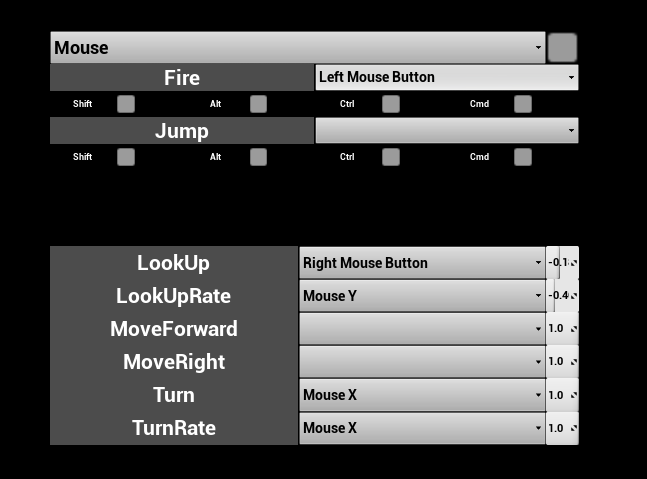 Mouse
Fire Left Mouse Button
Shift Alt Ctrl Cmd
Jump
Shift Alt Ctrl Cmd
LookUp Right Mouse Button -0.1
LookUpRate Mouse Y -0.4
MoveForward 1.0
MoveRight 1.0
Turn Mouse X 1.0
TurnRate Mouse X 1.0